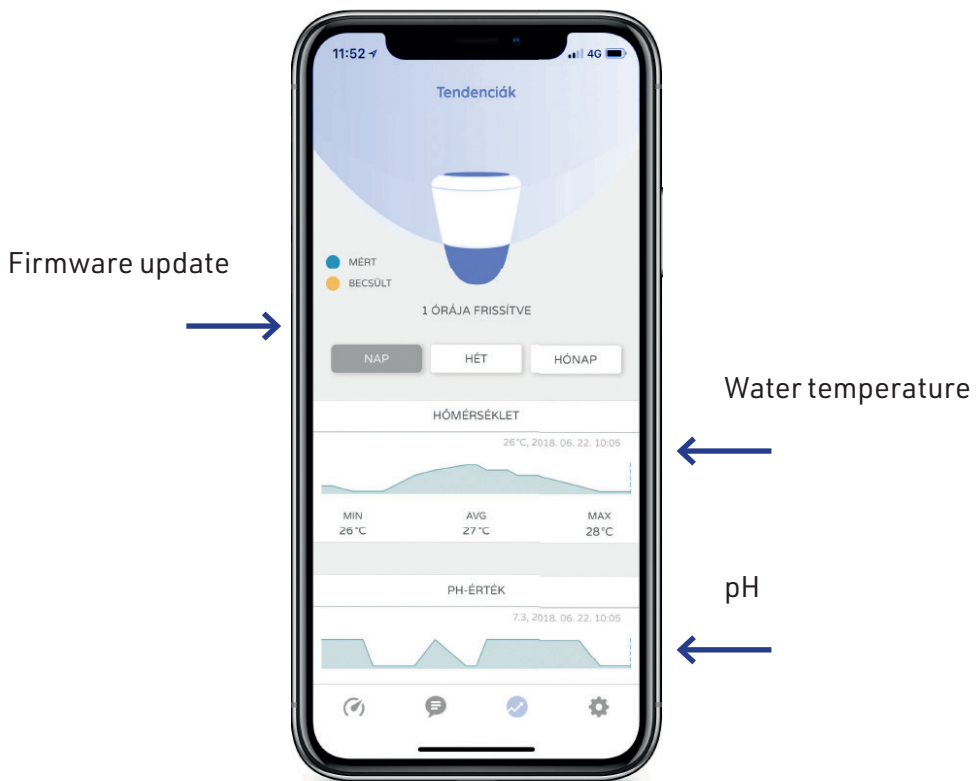 11:52 4G
Tendenciák
Firmware update
MÉRT
BECSÜLT
1 ÓRÁJA FRISSÍTVE
NAP HÉT HÓNAP
Water temperature
HŐMÉRSÉKLET
26°C, 2018. 06. 22. 10:05
MIN AVG MAX
26°C 27°C 28°C
pH
PH-ÉRTÉK
7.3, 2018. 06. 22. 10:05